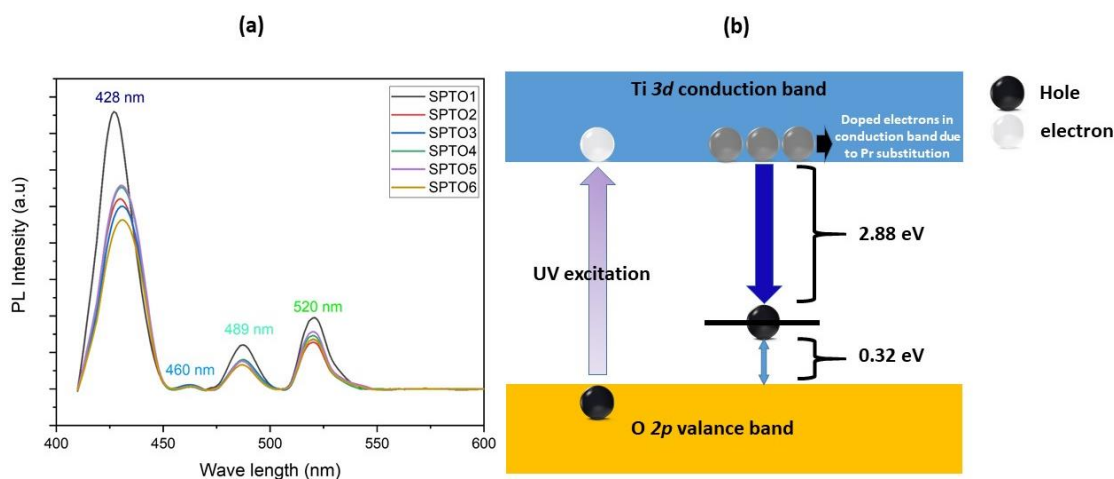 (a)
428 nm
SPTO1
SPTO2
SPTO3
SPTO4
SPTO5
SPTO6
489 nm
520 nm
460 nm
PL Intensity (a.u)
400
450
500
550
600
Wave length (nm)
(b)
Ti 3d conduction band
Doped electrons in
conduction band due
to Pr substitution
UV excitation
2.88 eV
0.32 eV
O 2p valance band
Hole
electron